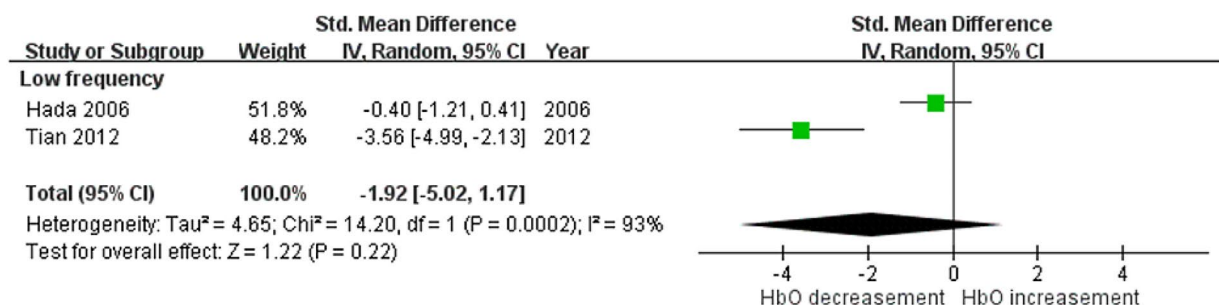 Std. Mean Difference Std. Mean Difference
Study or Subgroup Weight IV, Random, 95% CI Year IV, Random, 95% CI
Low frequency
Hada 2006 51.8% -0.40 [-1.21, 0.41] 2006
Tian 2012 48.2% -3.56 [-4.99, -2.13] 2012
Total (95% CI) 100.0% -1.92 [-5.02, 1.17]
Heterogeneity: Tau² = 4.65; Chi² = 14.20, df = 1 (P = 0.0002); I² = 93%
Test for overall effect: Z = 1.22 (P = 0.22)
-4 -2 0 2 4
HbO decreasement HbO increasement